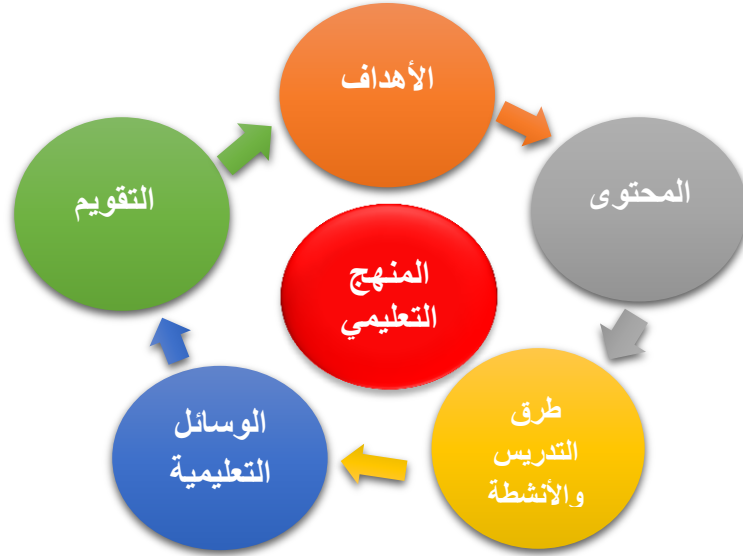 الأهداف
المحتوى
طرق
التدريس
والأنشطة
الوسائل
التعليمية
التقويم
المنهج
التعليمي